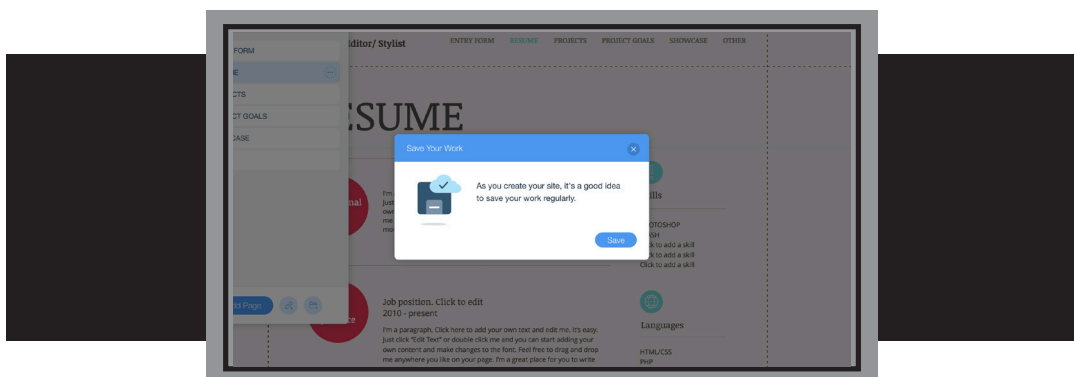 Editor/ Stylist
ENTRY FORM RESUME PROJECTS PROJECT GOALS SHOWCASE OTHER
FORM
E
CTS
CT GOALS
CASE
ESUME
Save Your Work
As you create your site, it's a good idea
to save your work regularly.
Save
nal
I'm
Just
own
me
mo
ills
OTOSHOP
ASH
ck to add a skill
ck to add a skill
Click to add a skill
dd Page
ce
Job position. Click to edit
2010 - present
I'm a paragraph. Click here to add your own text and edit me. It's easy.
Just click "Edit Text" or double click me and you can start adding your
own content and make changes to the font. Feel free to drag and drop
me anywhere you like on your page. I'm a great place for you to write
Languages
HTML/CSS
PHP